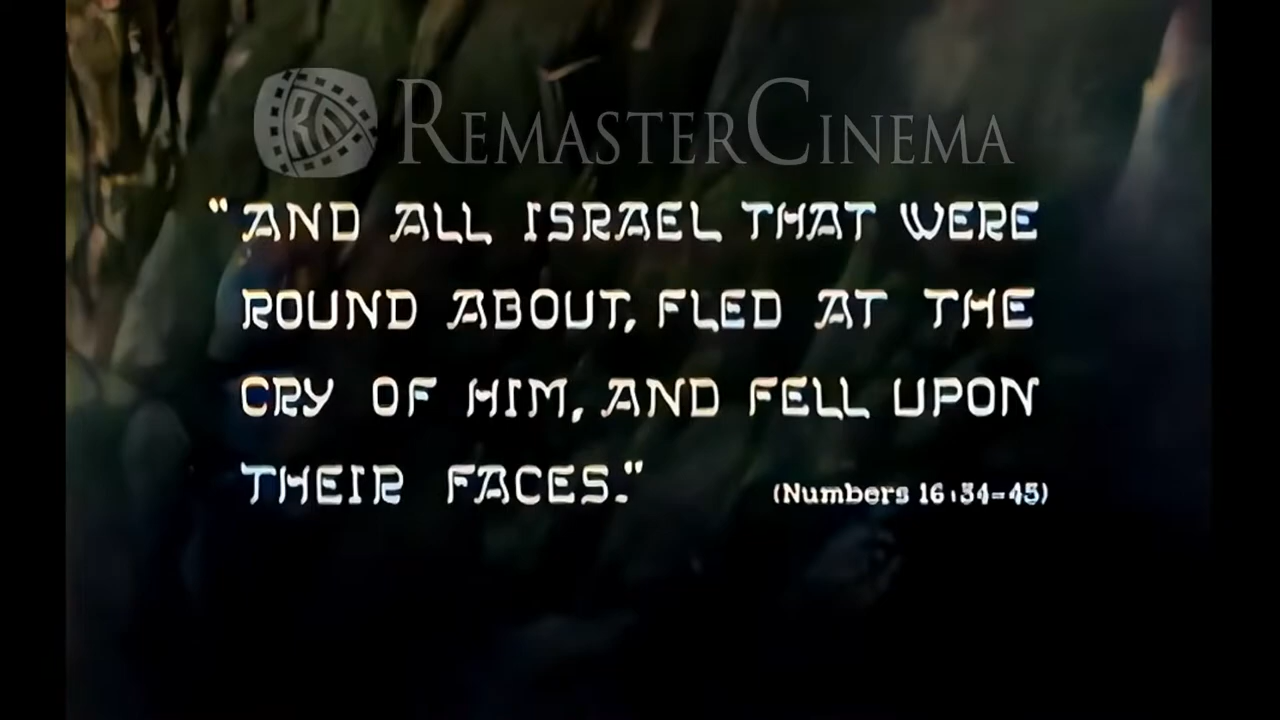 REMASTERCINEMA
"AND ALL ISRAEL THAT WERE
ROUND ABOUT, FLED AT THE
CRY OF HIM, AND FELL UPON
THEIR FACES."
(Numbers 16:34=45)